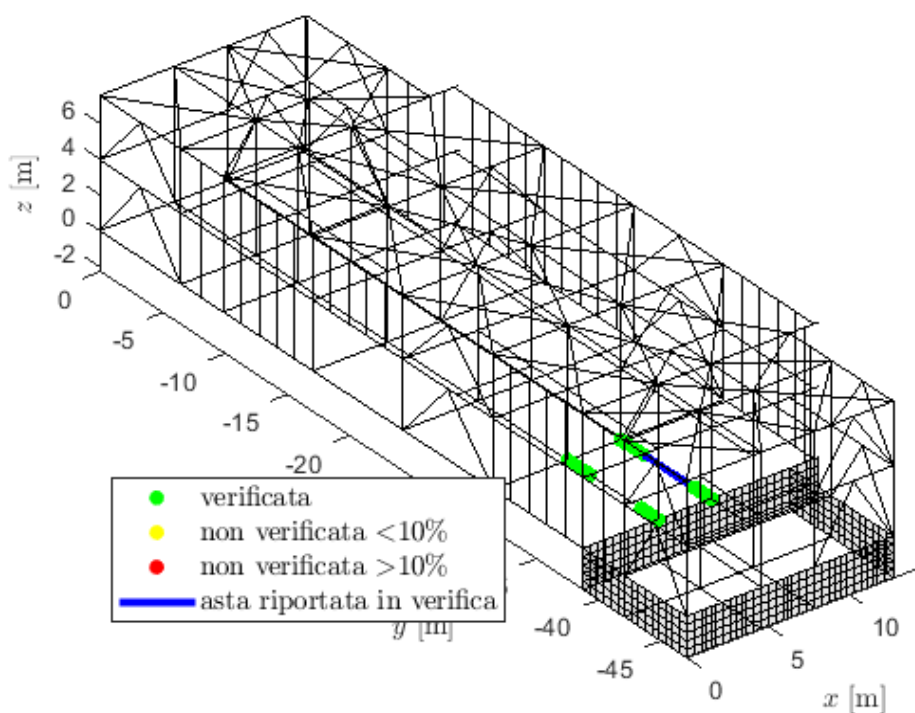 6
4
2
0
-2
z [m]
0
-5
-10
-15
-20
-40
-45
y [m]
0
5
10
x [m]
verificata
non verificata <10%
non verificata >10%
asta riportata in verifica